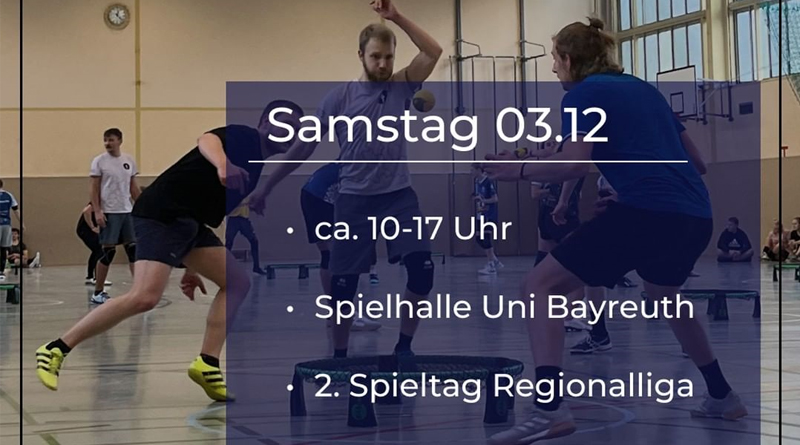 Samstag 03.12
• ca. 10-17 Uhr
• Spielhalle Uni Bayreuth
• 2. Spieltag Regionalliga